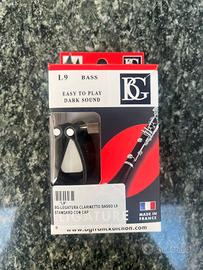 L9 BASS
BG
EASY TO PLAY
DARK SOUND
BG LEGATURA CLARINETTO BASSO L9
STANDARD CON CAP
MADE IN
FRANCE
www.bgfranckbichon.com